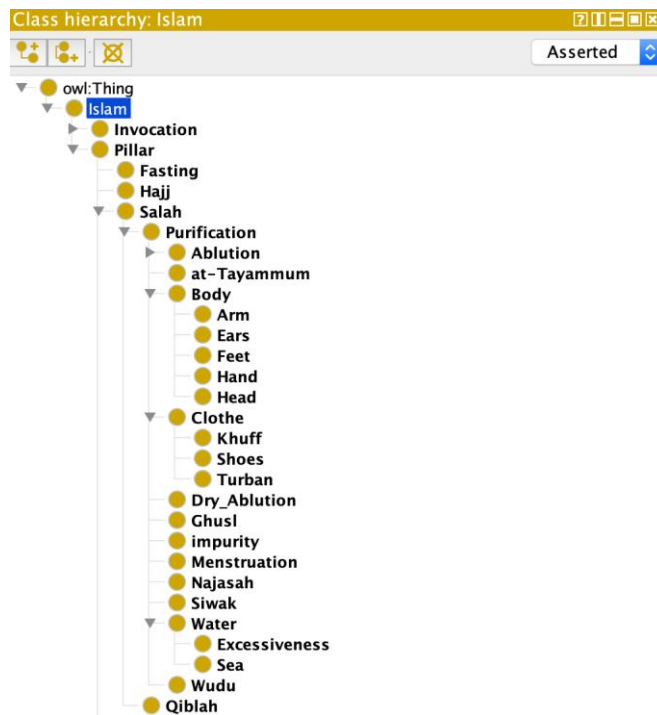 Class hierarchy: Islam
Asserted
owl:Thing
Islam
Invocation
Pillar
Fasting
Hajj
Salah
Purification
Ablution
at-Tayammum
Body
Arm
Ears
Feet
Hand
Head
Clothe
Khuff
Shoes
Turban
Dry_Ablution
Ghusl
impurity
Menstruation
Najasah
Siwak
Water
Excessiveness
Sea
Wudu
Qiblah